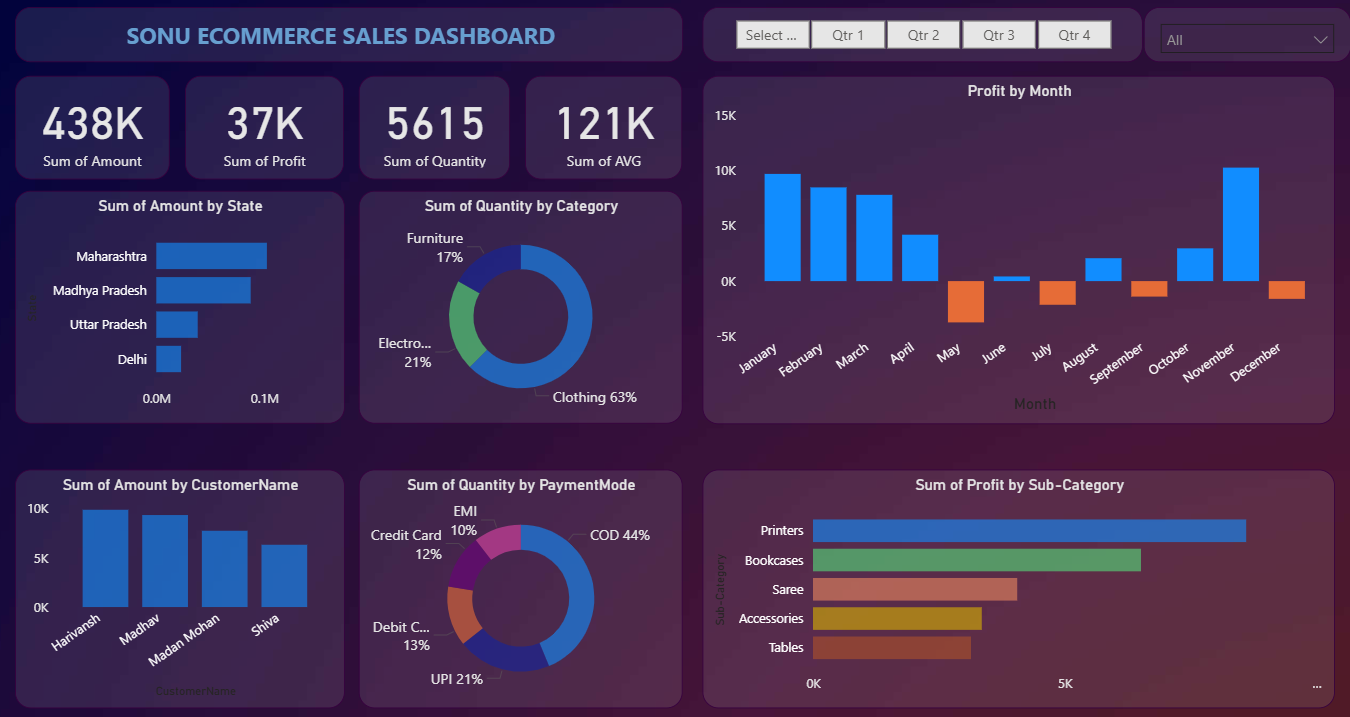 SONU ECOMMERCE SALES DASHBOARD
Select ...
Qtr 1
Qtr 2
Qtr 3
Qtr 4
All
438K
Sum of Amount
37K
Sum of Profit
5615
Sum of Quantity
121K
Sum of AVG
Profit by Month
15K
10K
5K
0K
-5K
January
February
March
April
May
June
July
August
September
October
November
December
Month
Sum of Amount by State
Maharashtra
Madhya Pradesh
Uttar Pradesh
Delhi
0.0M
0.1M
Sum of Quantity by Category
Furniture
17%
Electro...
21%
Clothing 63%
Sum of Amount by CustomerName
10K
5K
0K
Harivansh
Madhav
Madan Mohan
Shiva
CustomerName
Sum of Quantity by PaymentMode
EMI
10%
Credit Card
12%
COD 44%
Debit C...
13%
UPI 21%
Sum of Profit by Sub-Category
Sub-Category
Printers
Bookcases
Saree
Accessories
Tables
0K
5K
...